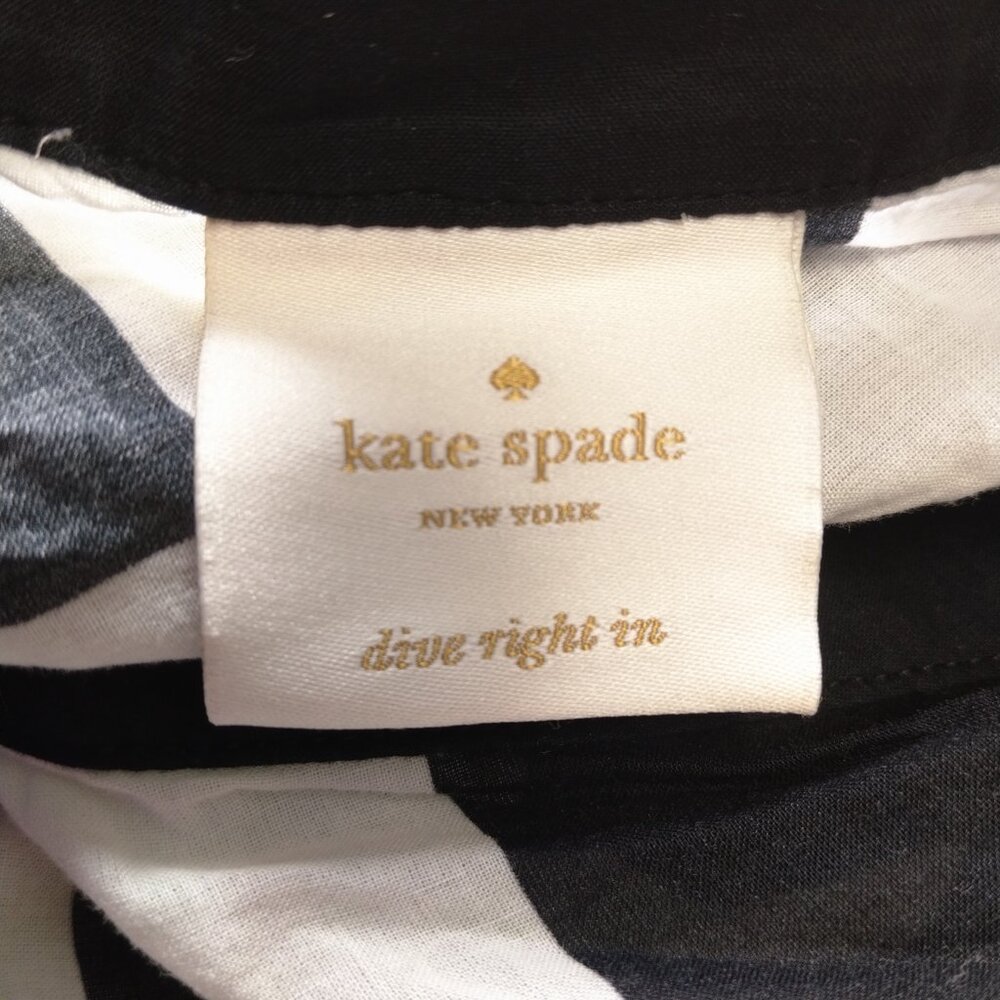 kate spade
NEW YORK
dive right in